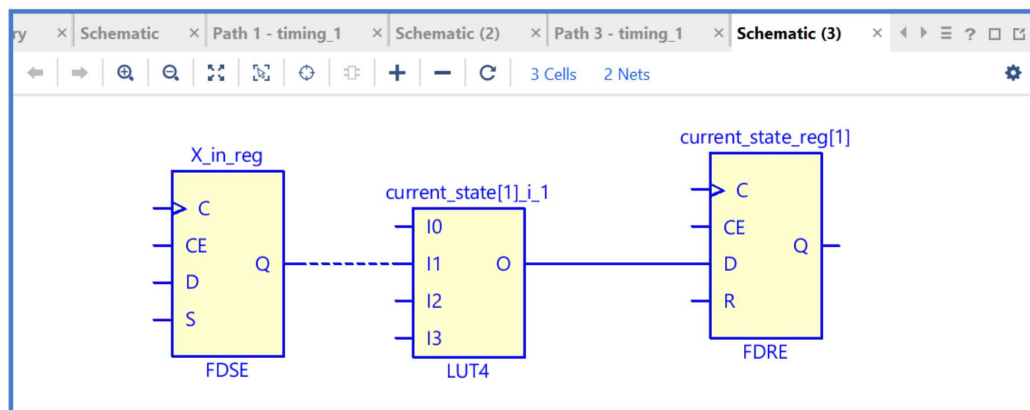 ry × Schematic × Path 1 - timing_1 × Schematic (2) × Path 3 - timing_1 × Schematic (3) ×
3 Cells 2 Nets
X_in_reg
C
CE
D
S
Q
FDSE
current_state[1]_i_1
I0
I1
I2
I3
O
LUT4
current_state_reg[1]
C
CE
D
R
Q
FDRE